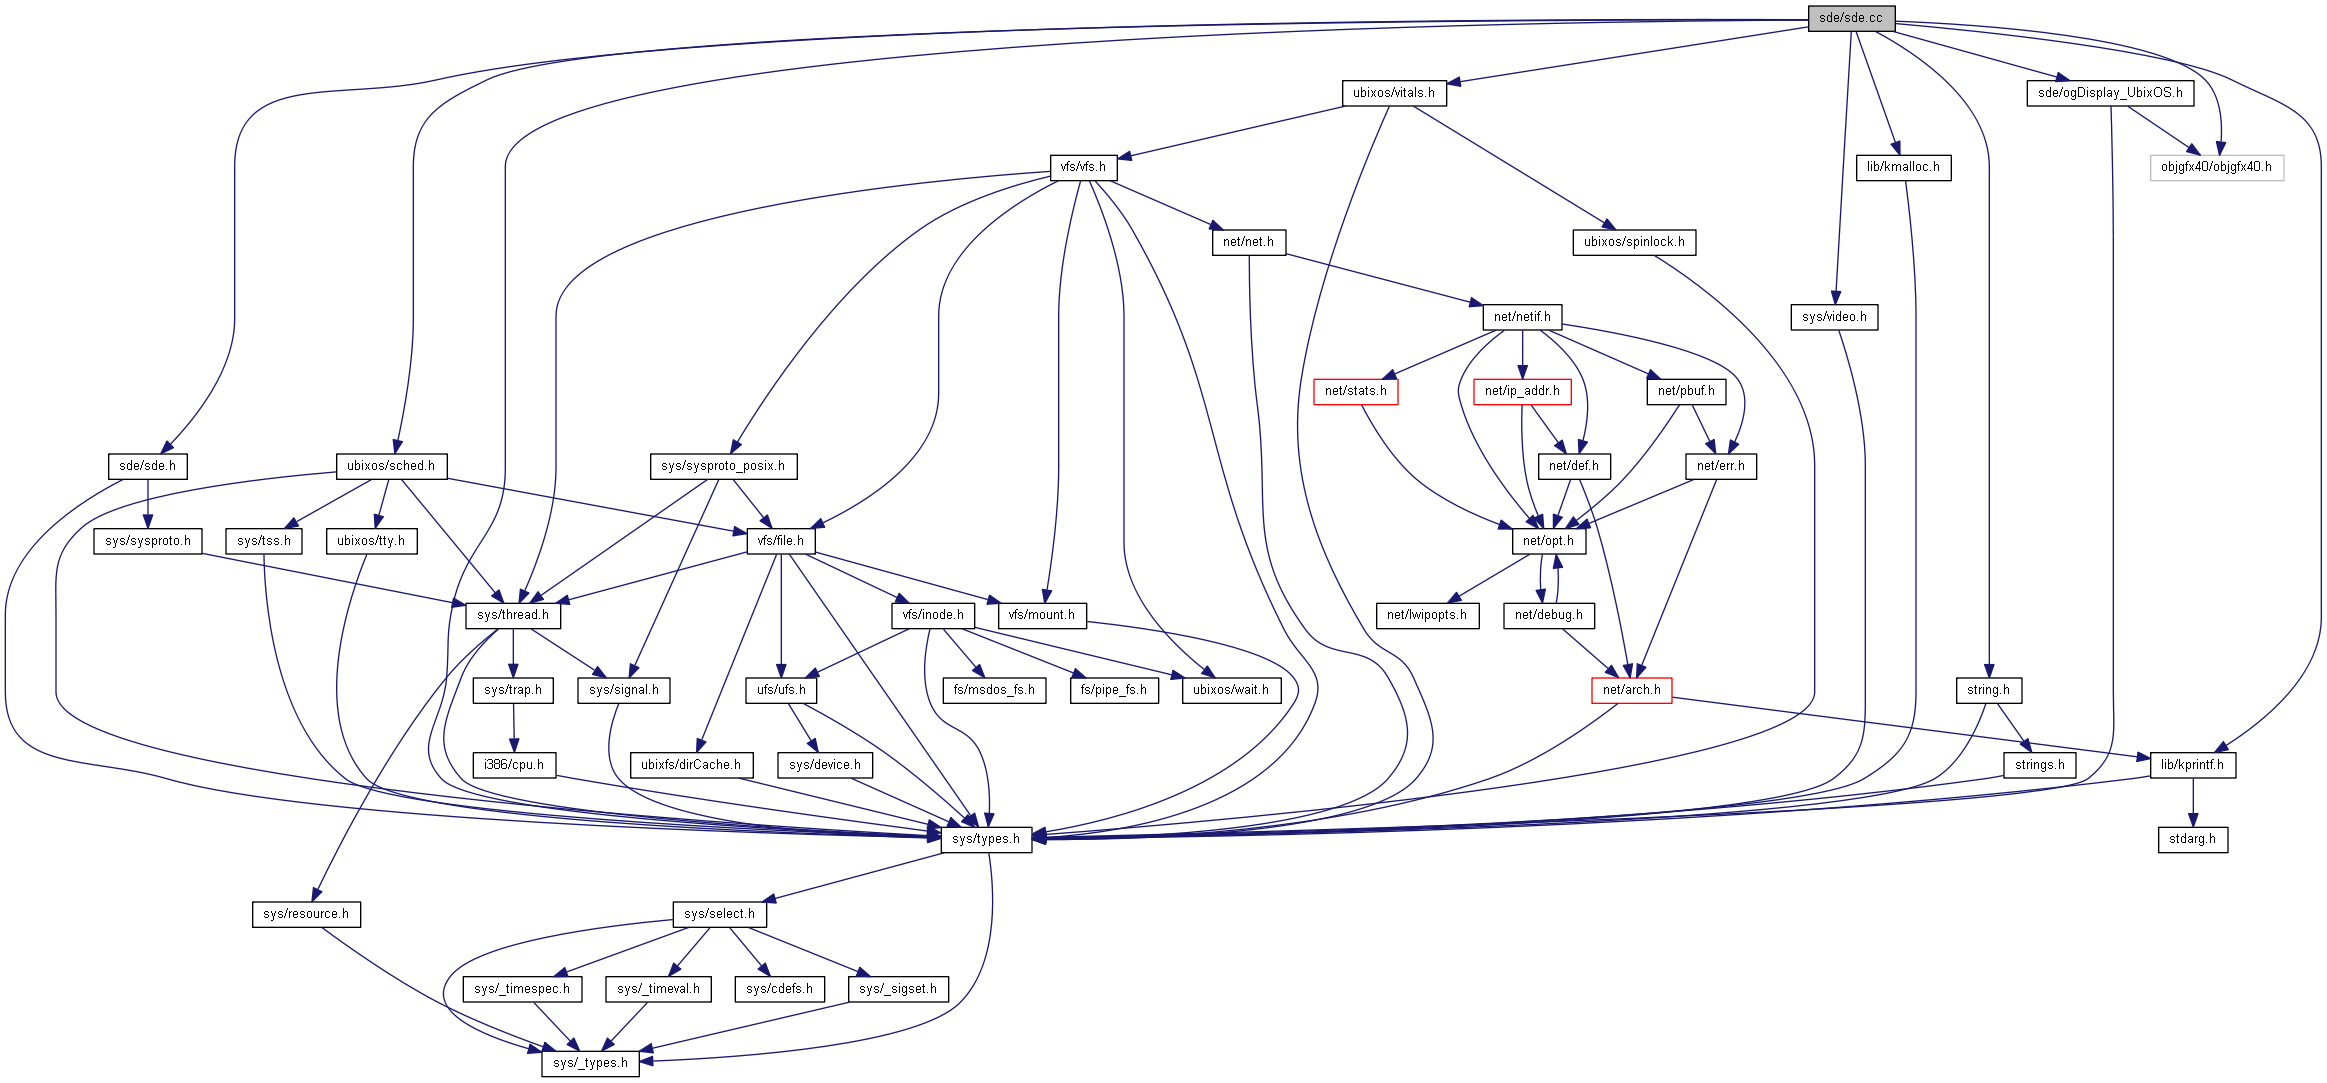 sde/sde.cc
ubixos/vitals.h
sde/ogDisplay_UbixOS.h
vfs/vfs.h
lib/kmalloc.h
objgfx40/objgfx40.h
net/net.h
ubixos/spinlock.h
net/netif.h
sys/video.h
net/stats.h
net/ip_addr.h
net/pbuf.h
sde/sde.h
ubixos/sched.h
sys/sysproto_posix.h
net/def.h
net/err.h
sys/sysproto.h
sys/tss.h
ubixos/tty.h
vfs/file.h
net/opt.h
sys/thread.h
vfs/inode.h
vfs/mount.h
net/lwipopts.h
net/debug.h
sys/trap.h
sys/signal.h
ufs/ufs.h
fs/msdos_fs.h
fs/pipe_fs.h
ubixos/wait.h
net/arch.h
string.h
i386/cpu.h
ubixfs/dirCache.h
sys/device.h
strings.h
lib/kprintf.h
sys/types.h
stdarg.h
sys/resource.h
sys/select.h
sys/_timespec.h
sys/_timeval.h
sys/cdefs.h
sys/_sigset.h
sys/_types.h